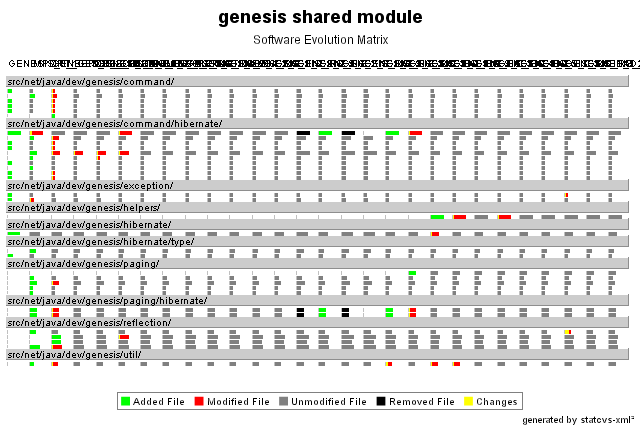 genesis shared module
Software Evolution Matrix
src/net/java/dev/genesis/command/
src/net/java/dev/genesis/command/hibernate/
src/net/java/dev/genesis/exception/
src/net/java/dev/genesis/helpers/
src/net/java/dev/genesis/hibernate/
src/net/java/dev/genesis/hibernate/type/
src/net/java/dev/genesis/paging/
src/net/java/dev/genesis/paging/hibernate/
src/net/java/dev/genesis/reflection/
src/net/java/dev/genesis/util/
Added File Modified File Unmodified File Removed File Changes
generated by statcvs-xml²